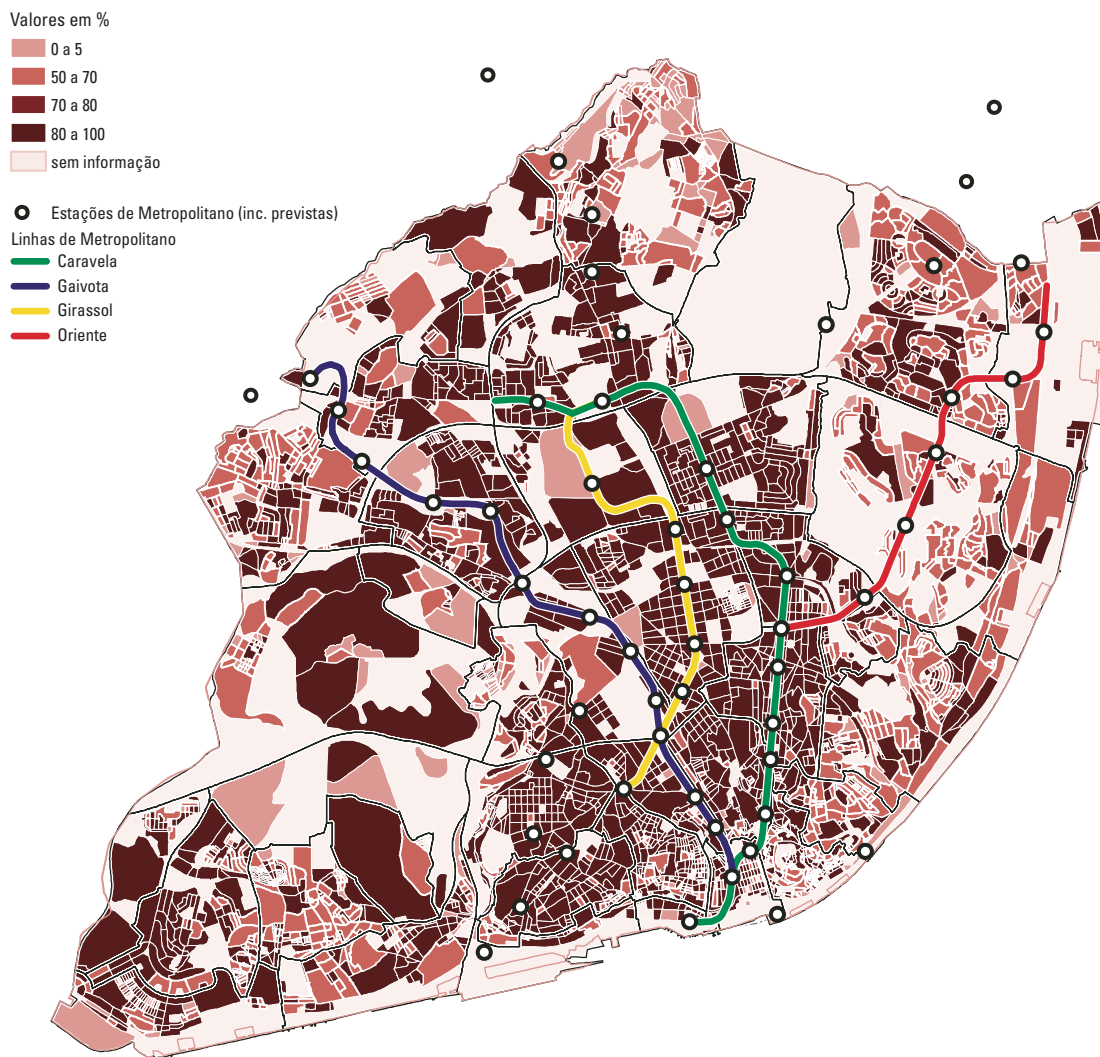 Valores em %
0 a 5
50 a 70
70 a 80
80 a 100
sem informação
Estações de Metropolitano (inc. previstas)
Linhas de Metropolitano
Caravela
Gaivota
Girassol
Oriente